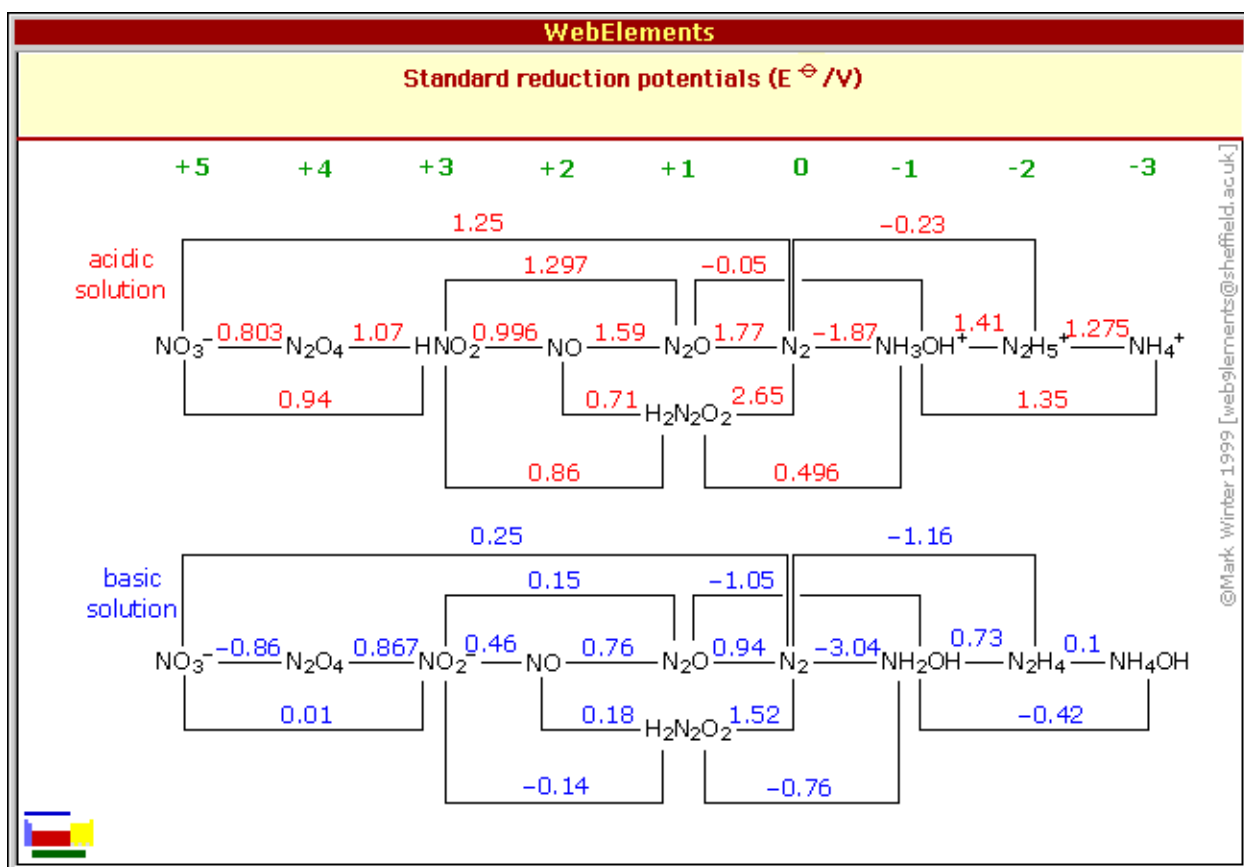 WebElements
Standard reduction potentials (E ⦵/V)
+5 +4 +3 +2 +1 0 -1 -2 -3
1.25 −0.23
acidic
solution
1.297 −0.05
NO₃⁻ 0.803 N₂O₄ 1.07 HNO₂ 0.996 NO 1.59 N₂O 1.77 N₂ −1.87 NH₃OH⁺ 1.41 N₂H₅⁺ 1.275 NH₄⁺
0.94 0.71 H₂N₂O₂ 2.65 1.35
0.86 0.496
0.25 −1.16
basic
solution
0.15 −1.05
NO₃⁻ −0.86 N₂O₄ 0.867 NO₂⁻ 0.46 NO 0.76 N₂O 0.94 N₂ −3.04 NH₂OH 0.73 N₂H₄ 0.1 NH₄OH
0.01 0.18 H₂N₂O₂ 1.52 −0.42
−0.14 −0.76
©Mark Winter 1999 [webelements@sheffield.ac.uk]